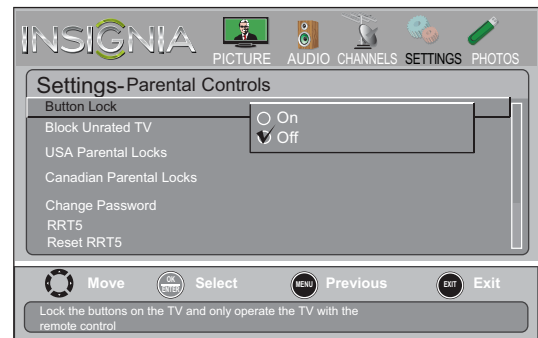 INSIGNIA
PICTURE AUDIO CHANNELS SETTINGS PHOTOS
Settings-Parental Controls
Button Lock
On
Off
Block Unrated TV
USA Parental Locks
Canadian Parental Locks
Change Password
RRT5
Reset RRT5
Move OK ENTER Select MENU Previous EXIT Exit
Lock the buttons on the TV and only operate the TV with the
remote control